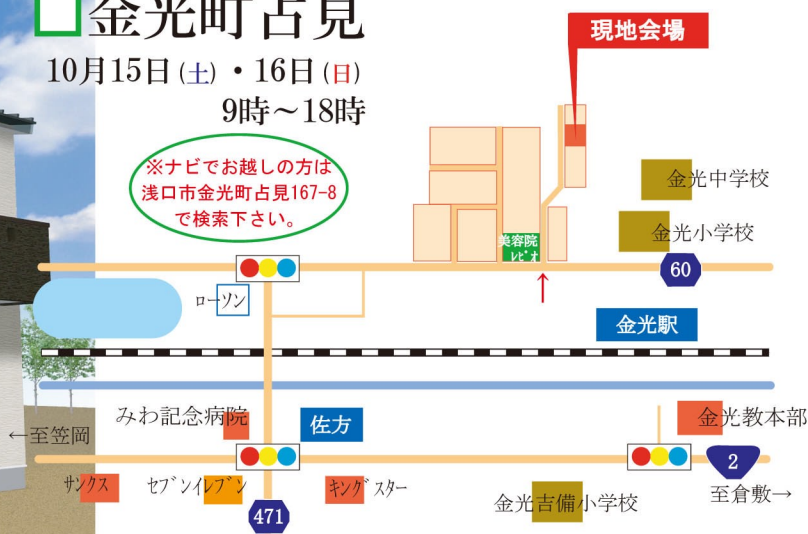 金光町占見
10月15日(土)・16日(日)
9時～18時
現地会場
※ナビでお越しの方は
浅口市金光町占見167-8
で検索下さい。
金光中学校
金光小学校
美容院
レピオ
60
ローソン
金光駅
みわ記念病院
佐方
金光教本部
←至笠岡
2
サンクス
セブンイレブン
キングスター
金光吉備小学校
至倉敷→
471